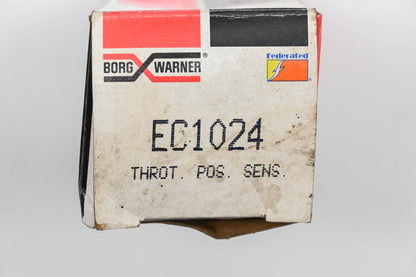 BORG WARNER®
Federated
EC1024
THROT. POS. SENS.